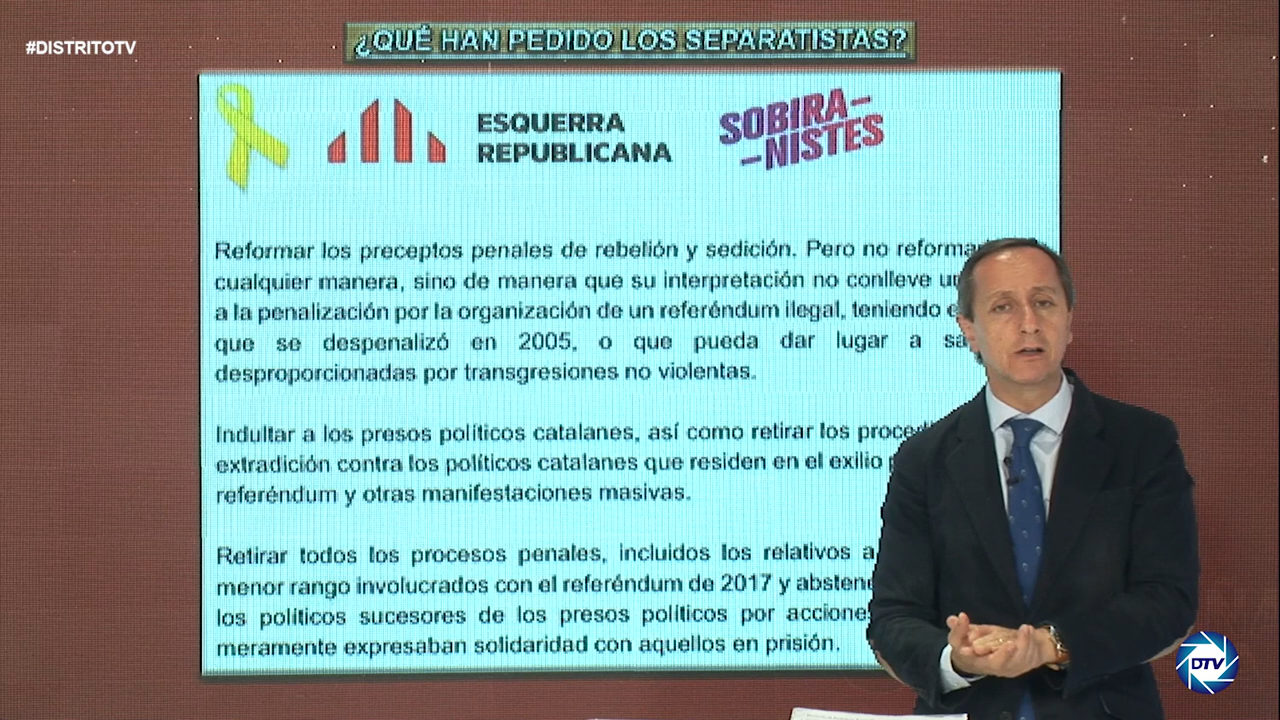 #DISTRITOTV
¿QUÉ HAN PEDIDO LOS SEPARATISTAS?
ESQUERRA
REPUBLICANA
SOBIRA-
-NISTES
Reformar los preceptos penales de rebelión y sedición. Pero no
cualquier manera, sino de manera que su interpretación no conlleve
a la penalización por la organización de un referéndum ilegal, teniendo
que se despenalizó en 2005, o que pueda dar lugar a
desproporcionadas por transgresiones no violentas.
Indultar a los presos políticos catalanes, así como retirar los
extradición contra los políticos catalanes que residen en el exilio
referéndum y otras manifestaciones masivas.
Retirar todos los procesos penales, incluidos los relativos a
menor rango involucrados con el referéndum de 2017 y
los políticos sucesores de los presos políticos por
meramente expresaban solidaridad con aquellos en prisión.
DTV